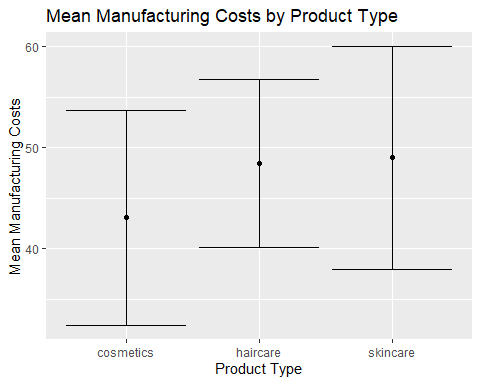 Mean Manufacturing Costs by Product Type
Mean Manufacturing Costs
60
50
40
cosmetics haircare skincare
Product Type